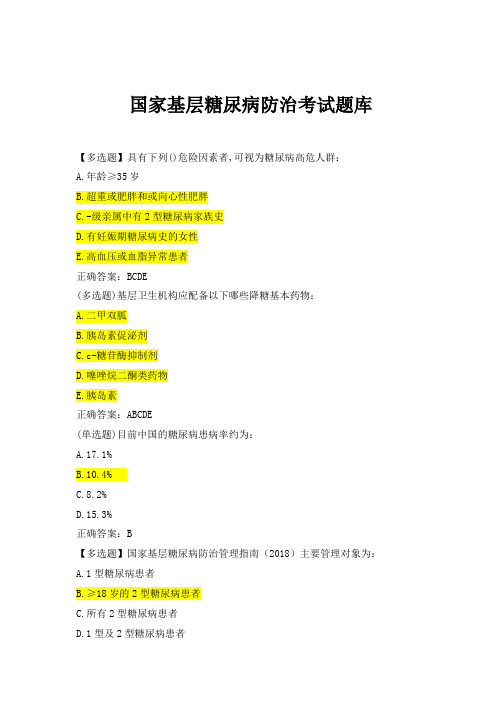 国家基层糖尿病防治考试题库
【多选题】具有下列()危险因素者,可视为糖尿病高危人群:
A.年龄≥35岁
B.超重或肥胖和或向心性肥胖
C.-级亲属中有2型糖尿病家族史
D.有妊娠期糖尿病史的女性
E.高血压或血脂异常患者
正确答案：BCDE
(多选题)基层卫生机构应配备以下哪些降糖基本药物:
A.二甲双胍
B.胰岛素促泌剂
C.c-糖苷酶抑制剂
D.噻唑烷二酮类药物
E.胰岛素
正确答案：ABCDE
(单选题)目前中国的糖尿病患病率约为:
A.17.1%
B.10.4%
C.8.2%
D.15.3%
正确答案：B
【多选题】国家基层糖尿病防治管理指南（2018）主要管理对象为:
A.1型糖尿病患者
B.≥18岁的2型糖尿病患者
C.所有2型糖尿病患者
D.1型及2型糖尿病患者